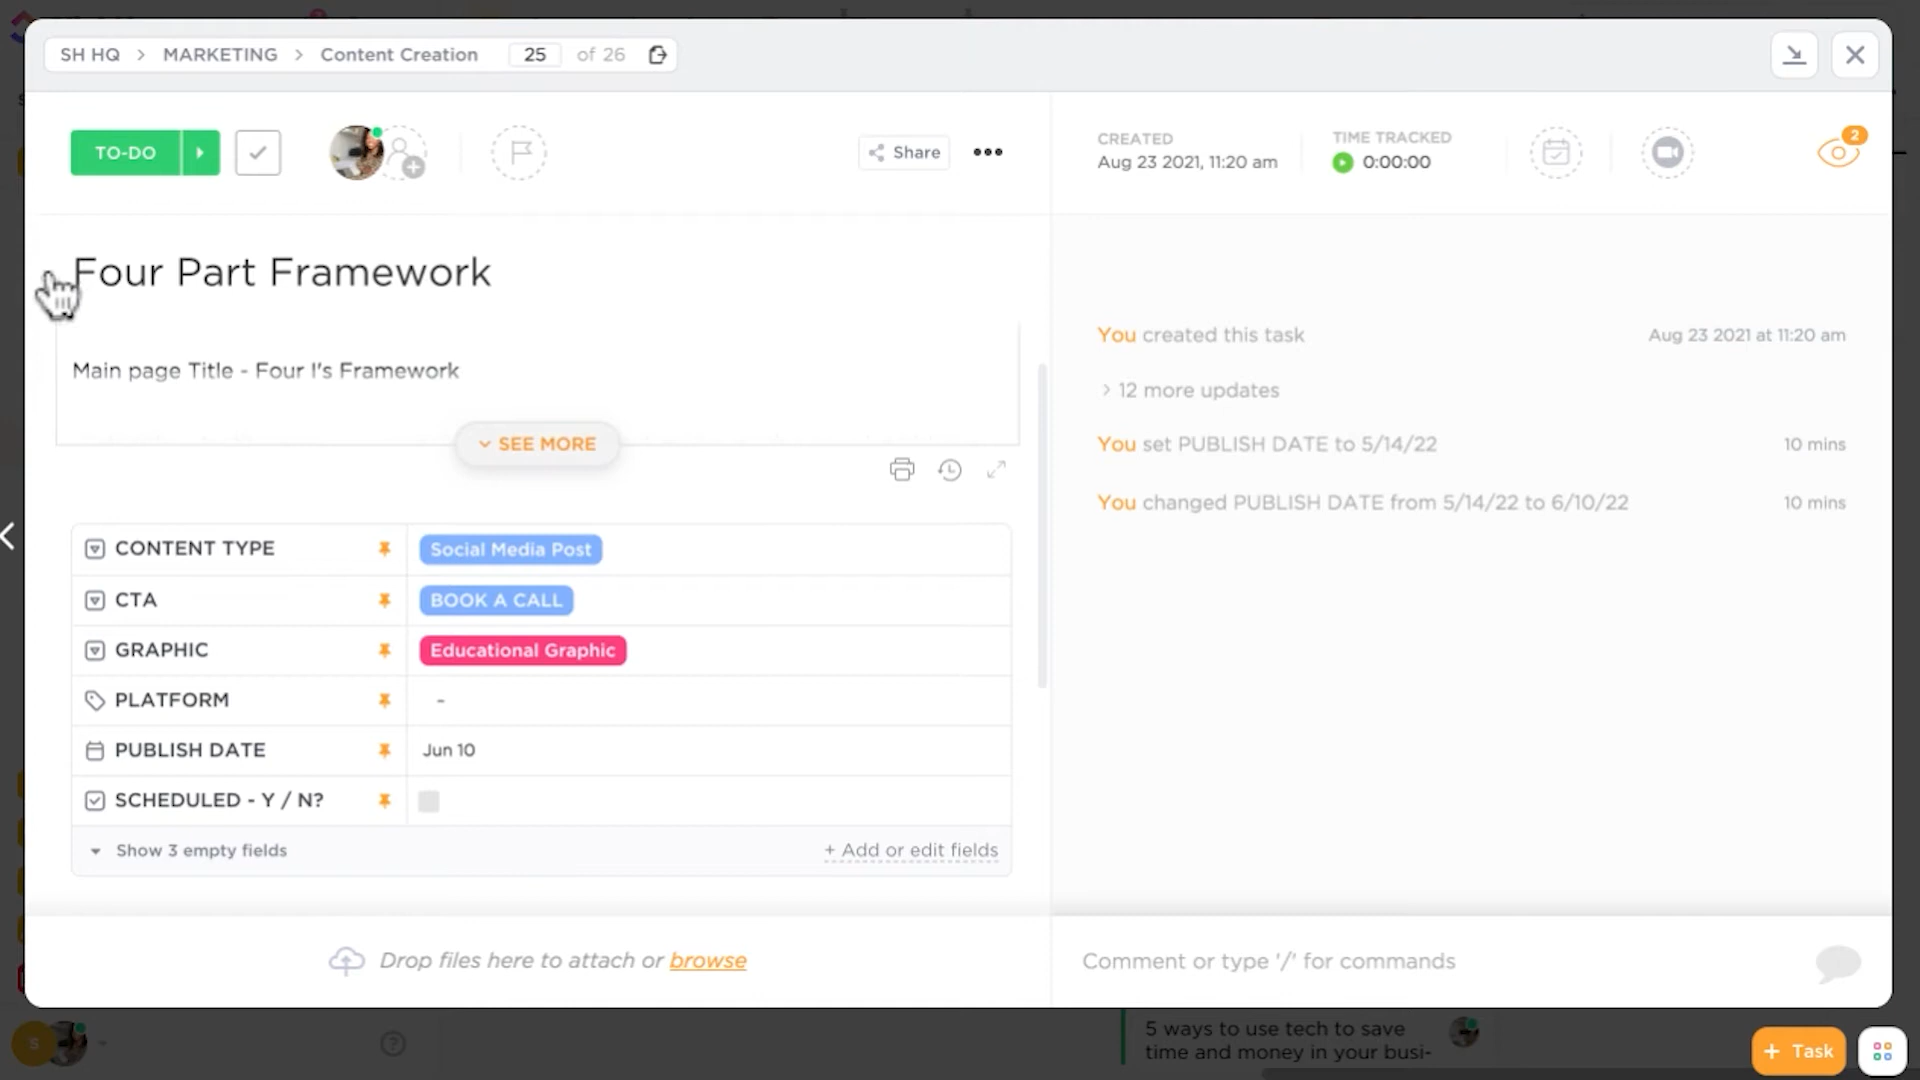 SH HQ > MARKETING > Content Creation 25 of 26
TO-DO
Share
CREATED
Aug 23 2021, 11:20 am
TIME TRACKED
0:00:00
2
Four Part Framework
Main page Title - Four I's Framework
SEE MORE
CONTENT TYPE Social Media Post
CTA BOOK A CALL
GRAPHIC Educational Graphic
PLATFORM -
PUBLISH DATE Jun 10
SCHEDULED - Y / N?
Show 3 empty fields + Add or edit fields
Drop files here to attach or browse
You created this task Aug 23 2021 at 11:20 am
> 12 more updates
You set PUBLISH DATE to 5/14/22 10 mins
You changed PUBLISH DATE from 5/14/22 to 6/10/22 10 mins
Comment or type '/' for commands
S
?
5 ways to use tech to save
time and money in your busi-
+ Task